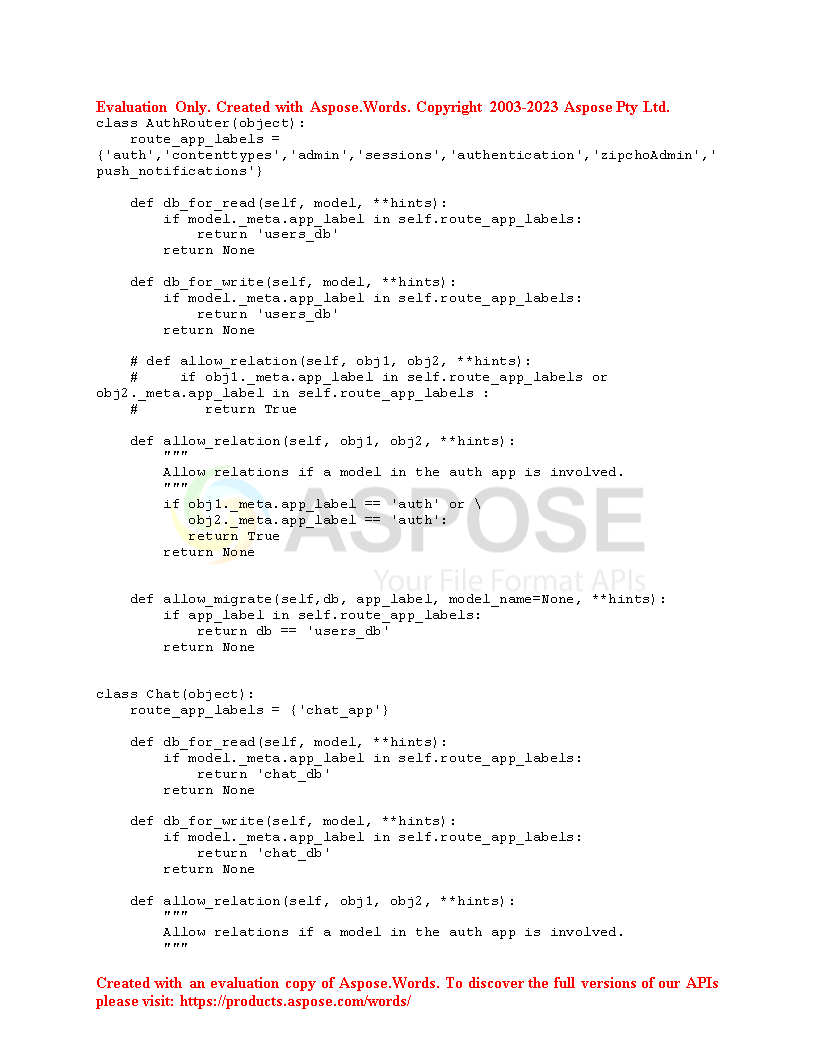 Evaluation Only. Created with Aspose.Words. Copyright 2003-2023 Aspose Pty Ltd.
class AuthRouter(object):
    route_app_labels =
{'auth','contenttypes','admin','sessions','authentication','zipchoAdmin','
push_notifications'}

    def db_for_read(self, model, **hints):
        if model._meta.app_label in self.route_app_labels:
            return 'users_db'
        return None

    def db_for_write(self, model, **hints):
        if model._meta.app_label in self.route_app_labels:
            return 'users_db'
        return None

    # def allow_relation(self, obj1, obj2, **hints):
    #     if obj1._meta.app_label in self.route_app_labels or
obj2._meta.app_label in self.route_app_labels :
    #        return True

    def allow_relation(self, obj1, obj2, **hints):
        """
        Allow relations if a model in the auth app is involved.
        """
        if obj1._meta.app_label == 'auth' or \
           obj2._meta.app_label == 'auth':
           return True
        return None
ASPOSE
Your File Format APIs

    def allow_migrate(self,db, app_label, model_name=None, **hints):
        if app_label in self.route_app_labels:
            return db == 'users_db'
        return None


class Chat(object):
    route_app_labels = {'chat_app'}

    def db_for_read(self, model, **hints):
        if model._meta.app_label in self.route_app_labels:
            return 'chat_db'
        return None

    def db_for_write(self, model, **hints):
        if model._meta.app_label in self.route_app_labels:
            return 'chat_db'
        return None

    def allow_relation(self, obj1, obj2, **hints):
        """
        Allow relations if a model in the auth app is involved.
        """
Created with an evaluation copy of Aspose.Words. To discover the full versions of our APIs
please visit: https://products.aspose.com/words/